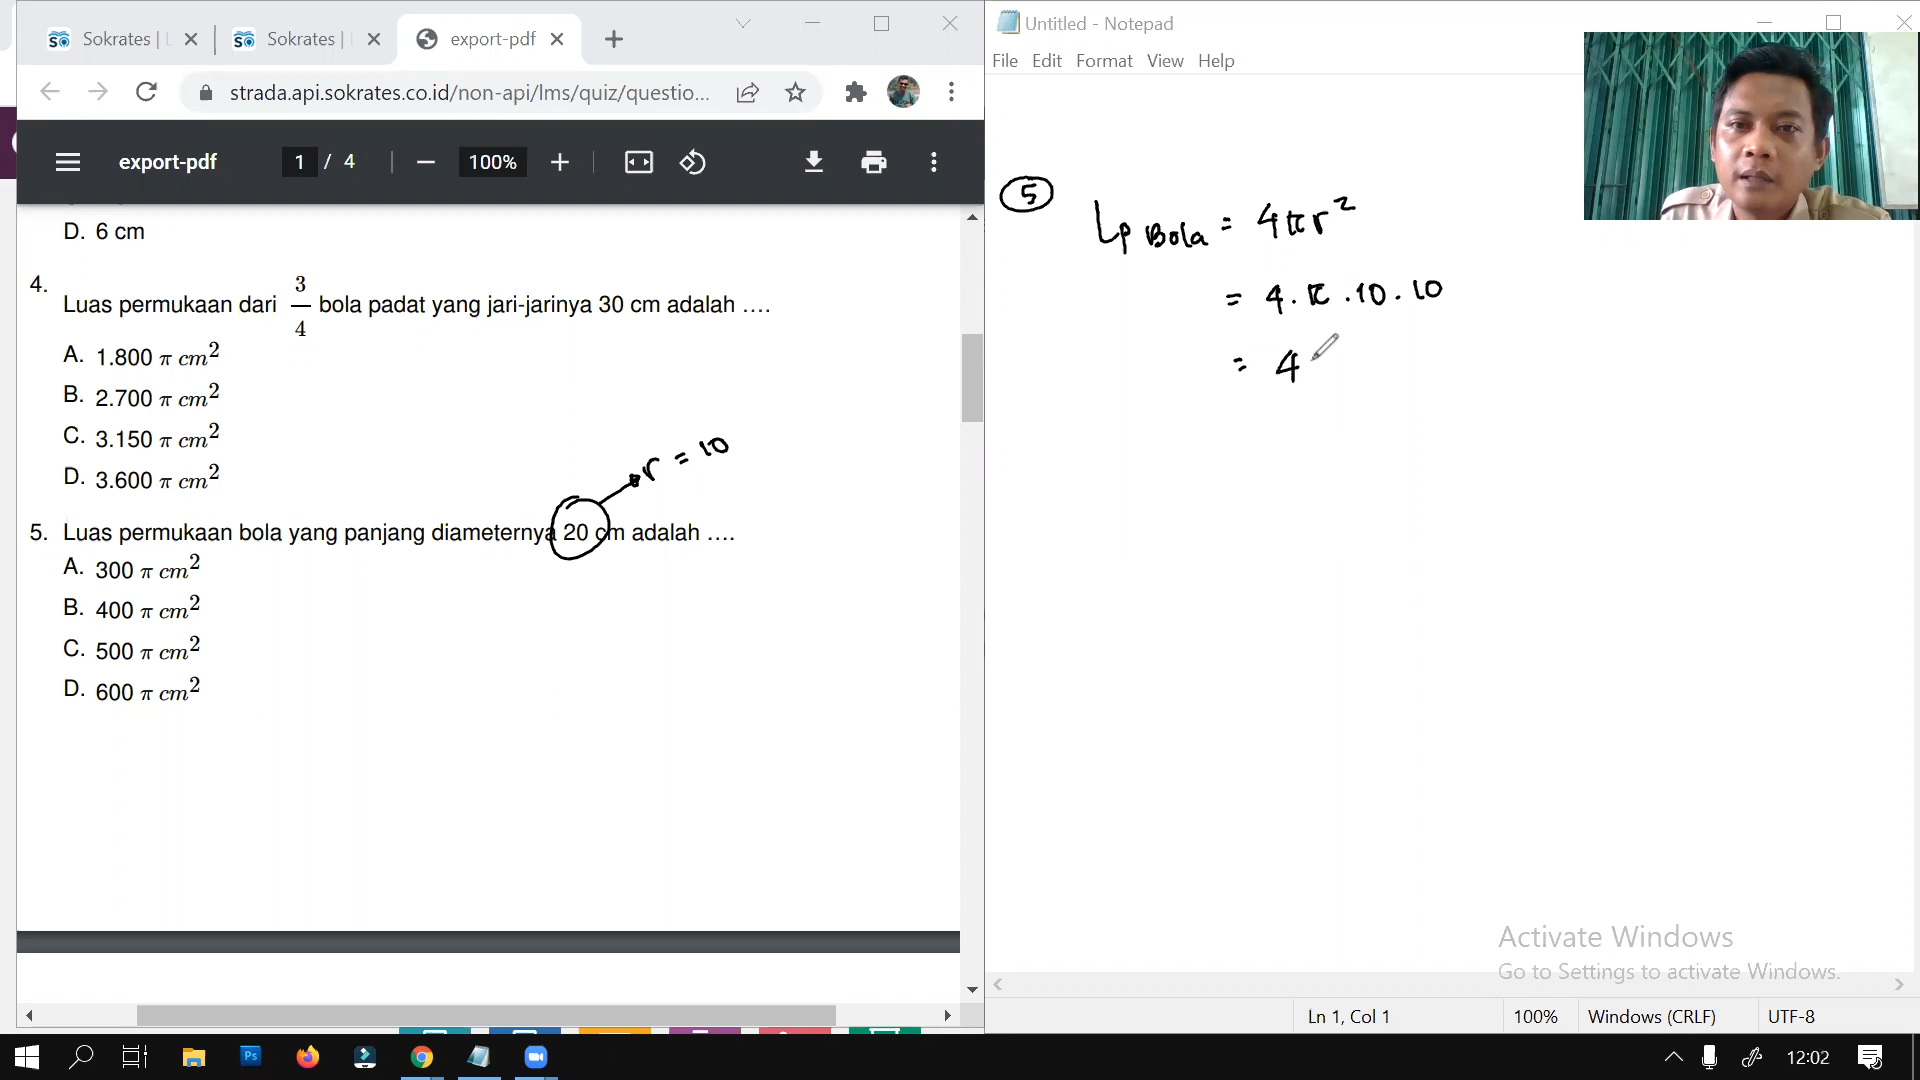 Sokrates |
Sokrates |
export-pdf
strada.api.sokrates.co.id/non-api/lms/quiz/questio...
export-pdf
1 / 4
100%
D. 6 cm
4. Luas permukaan dari 3/4 bola padat yang jari-jarinya 30 cm adalah ....
A. 1.800 π cm²
B. 2.700 π cm²
C. 3.150 π cm²
D. 3.600 π cm²
r = 10
5. Luas permukaan bola yang panjang diameternya 20 cm adalah ....
A. 300 π cm²
B. 400 π cm²
C. 500 π cm²
D. 600 π cm²
Untitled - Notepad
File Edit Format View Help
5
Lp Bola = 4πr²
= 4 . π . 10 . 10
= 4
Activate Windows
Go to Settings to activate Windows.
Ln 1, Col 1
100%
Windows (CRLF)
UTF-8
Ps
12:02